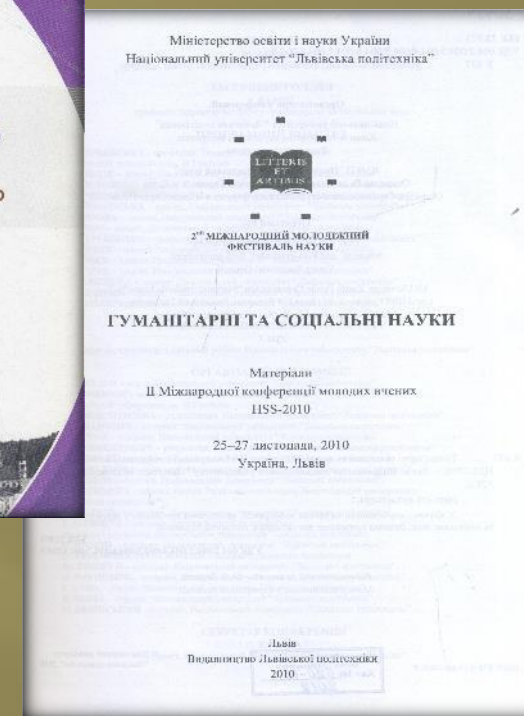 Міністерство освіти і науки України
Національний університет “Львівська політехніка”
LITTERIS
ET
ARTIBUS
2nd МІЖНАРОДНИЙ МОЛОДІЖНИЙ
ФЕСТИВАЛЬ НАУКИ
ГУМАНІТАРНІ ТА СОЦІАЛЬНІ НАУКИ
Матеріали
II Міжнародної конференції молодих вчених
HSS-2010
25–27 листопада, 2010
Україна, Львів
Львів
Видавництво Львівської політехніки
2010